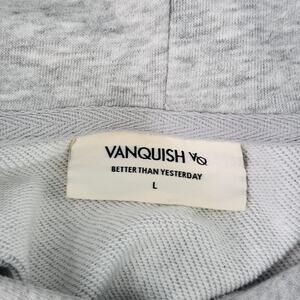 VANQUISH VQ
BETTER THAN YESTERDAY
L